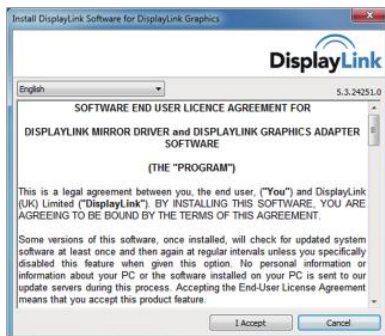 Install DisplayLink Software for DisplayLink Graphics
DisplayLink
English
5.3.24251.0
SOFTWARE END USER LICENCE AGREEMENT FOR
DISPLAYLINK MIRROR DRIVER and DISPLAYLINK GRAPHICS ADAPTER
SOFTWARE
(THE "PROGRAM")
This is a legal agreement between you, the end user, ("You") and DisplayLink
(UK) Limited ("DisplayLink"). BY INSTALLING THIS SOFTWARE, YOU ARE
AGREEING TO BE BOUND BY THE TERMS OF THIS AGREEMENT.
Some versions of this software, once installed, will check for updated system
software at least once and then again at regular intervals unless you specifically
disabled this feature when given this option. No personal information or
information about your PC or the software installed on your PC is sent to our
update servers during this process. Accepting the End-User License Agreement
means that you accept this product feature.
I Accept
Cancel